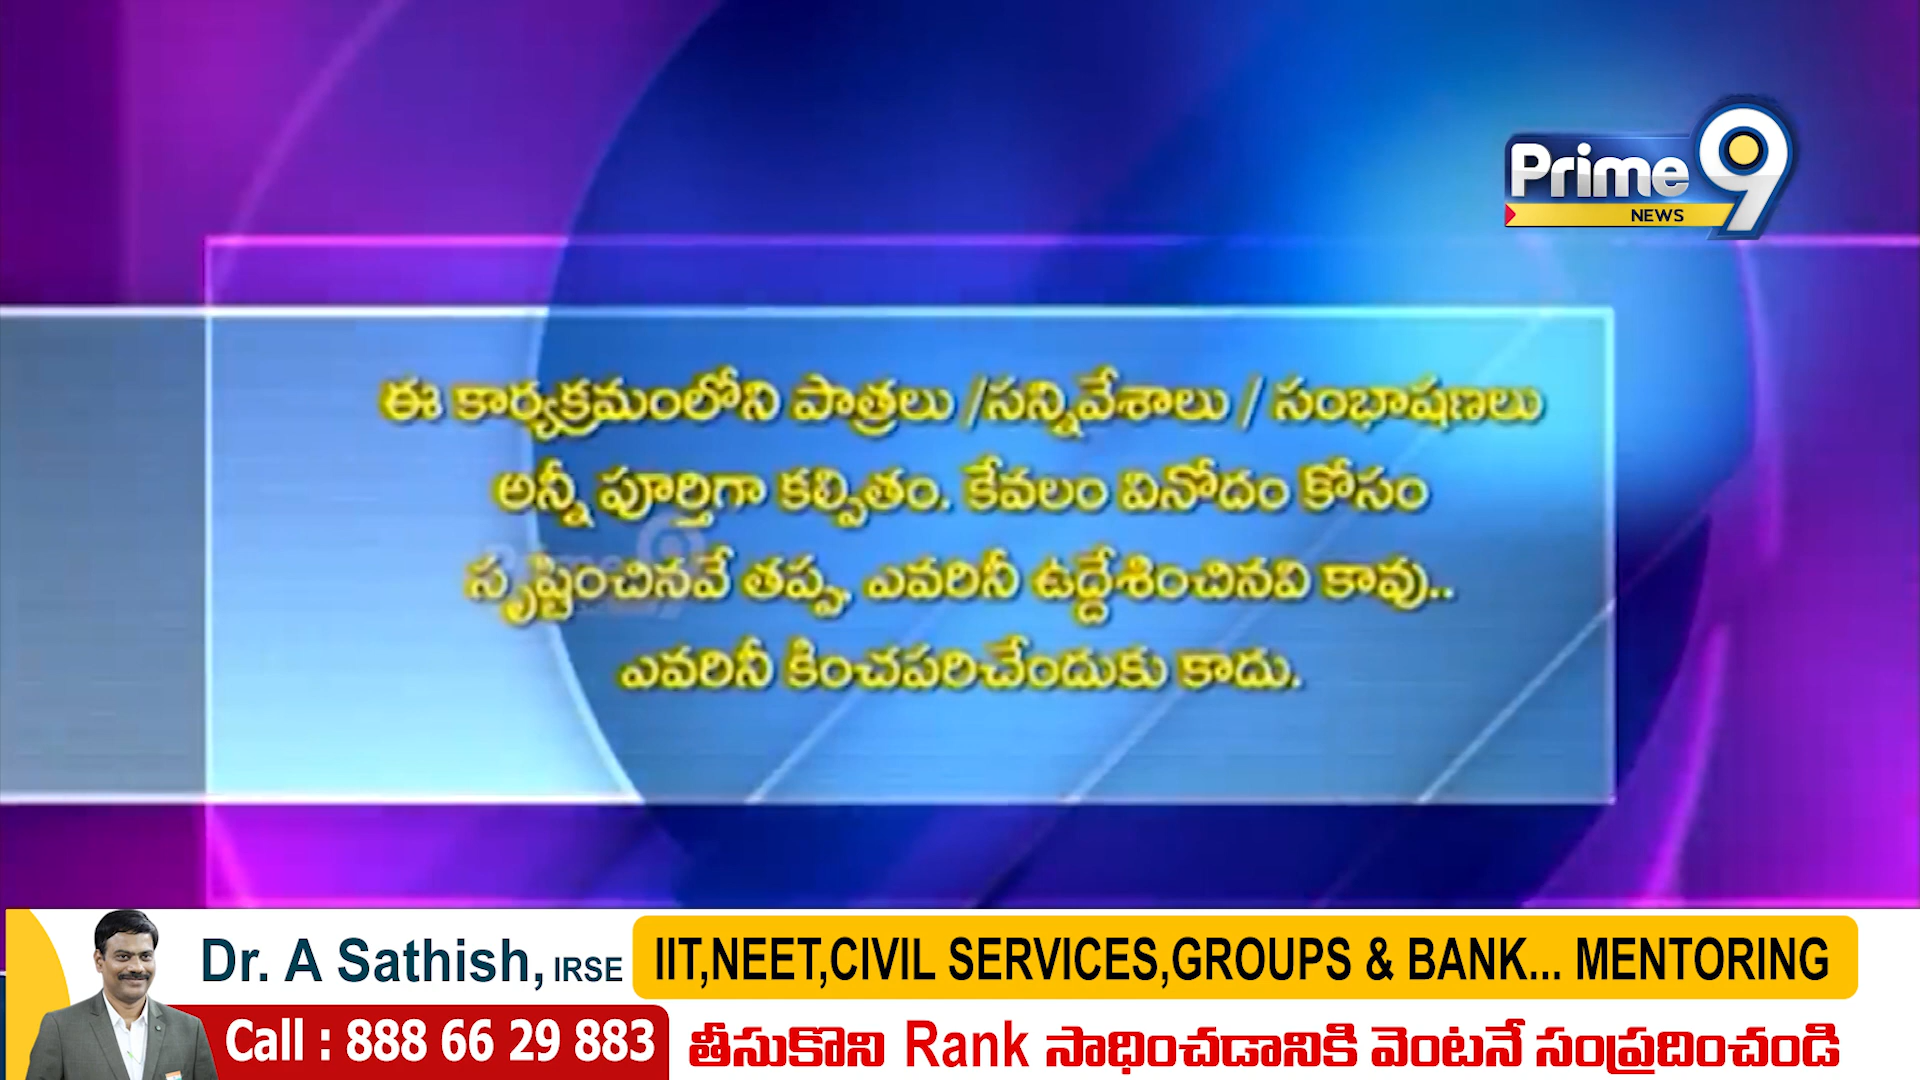 Prime9
NEWS
ఈ కార్యక్రమంలోని పాత్రలు /సన్నివేశాలు / సంభాషణలు
అన్నీ పూర్తిగా కల్పితం. కేవలం వినోదం కోసం
సృష్టించినవే తప్ప, ఎవరినీ ఉద్దేశించినవి కావు..
ఎవరినీ కించపరిచేందుకు కాదు.
Dr. A Sathish, IRSE
IIT,NEET,CIVIL SERVICES,GROUPS & BANK... MENTORING
Call : 888 66 29 883
తీసుకొని Rank సాధించడానికి వెంటనే సంప్రదించండి